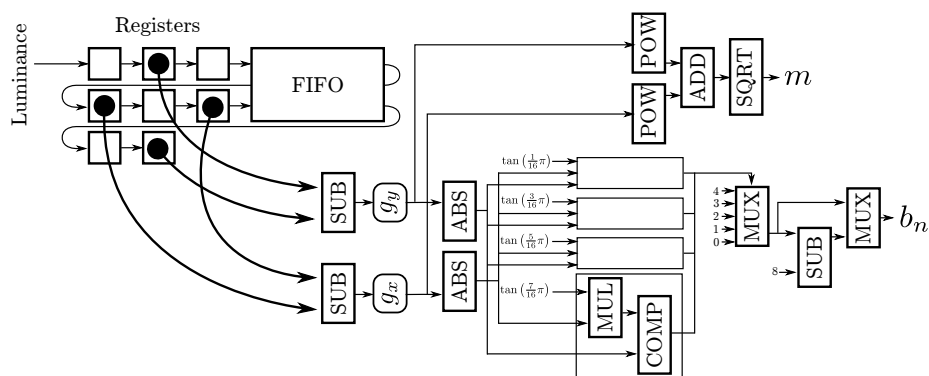 Registers
Luminance
FIFO
POW
POW
ADD
SQRT
m
SUB
g_y
ABS
SUB
g_x
ABS
tan(1/16 π)
tan(3/16 π)
tan(5/16 π)
tan(7/16 π)
MUL
COMP
4
3
2
1
0
MUX
8
SUB
MUX
b_n